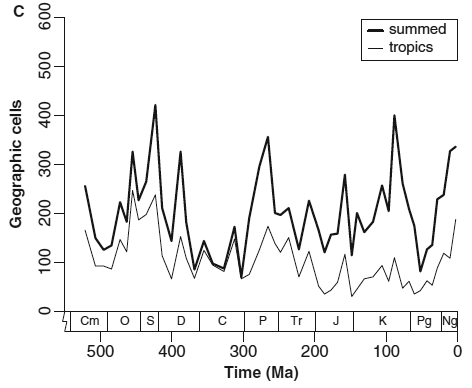 C
summed
tropics
Geographic cells
600
500
400
300
200
100
0
Cm O S D C P Tr J K Pg Ng
500 400 300 200 100 0
Time (Ma)